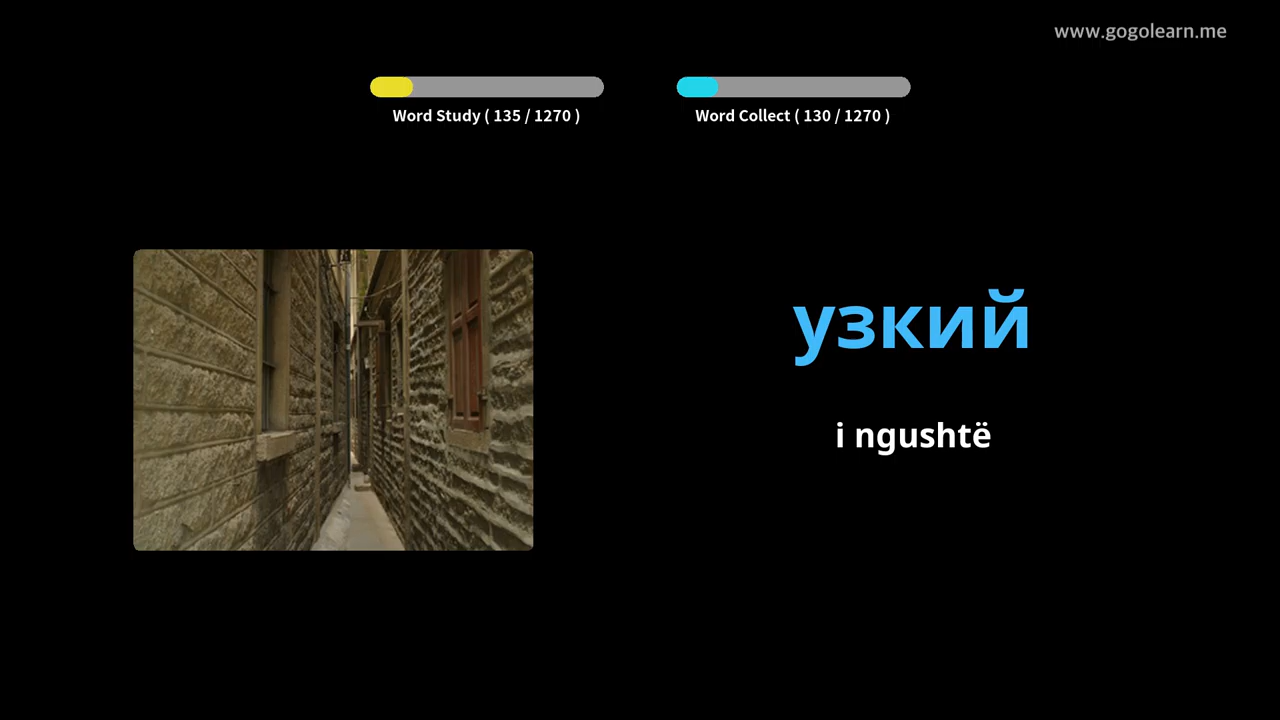 www.gogolearn.me
Word Study ( 135 / 1270 )
Word Collect ( 130 / 1270 )
узкий
i ngushtë